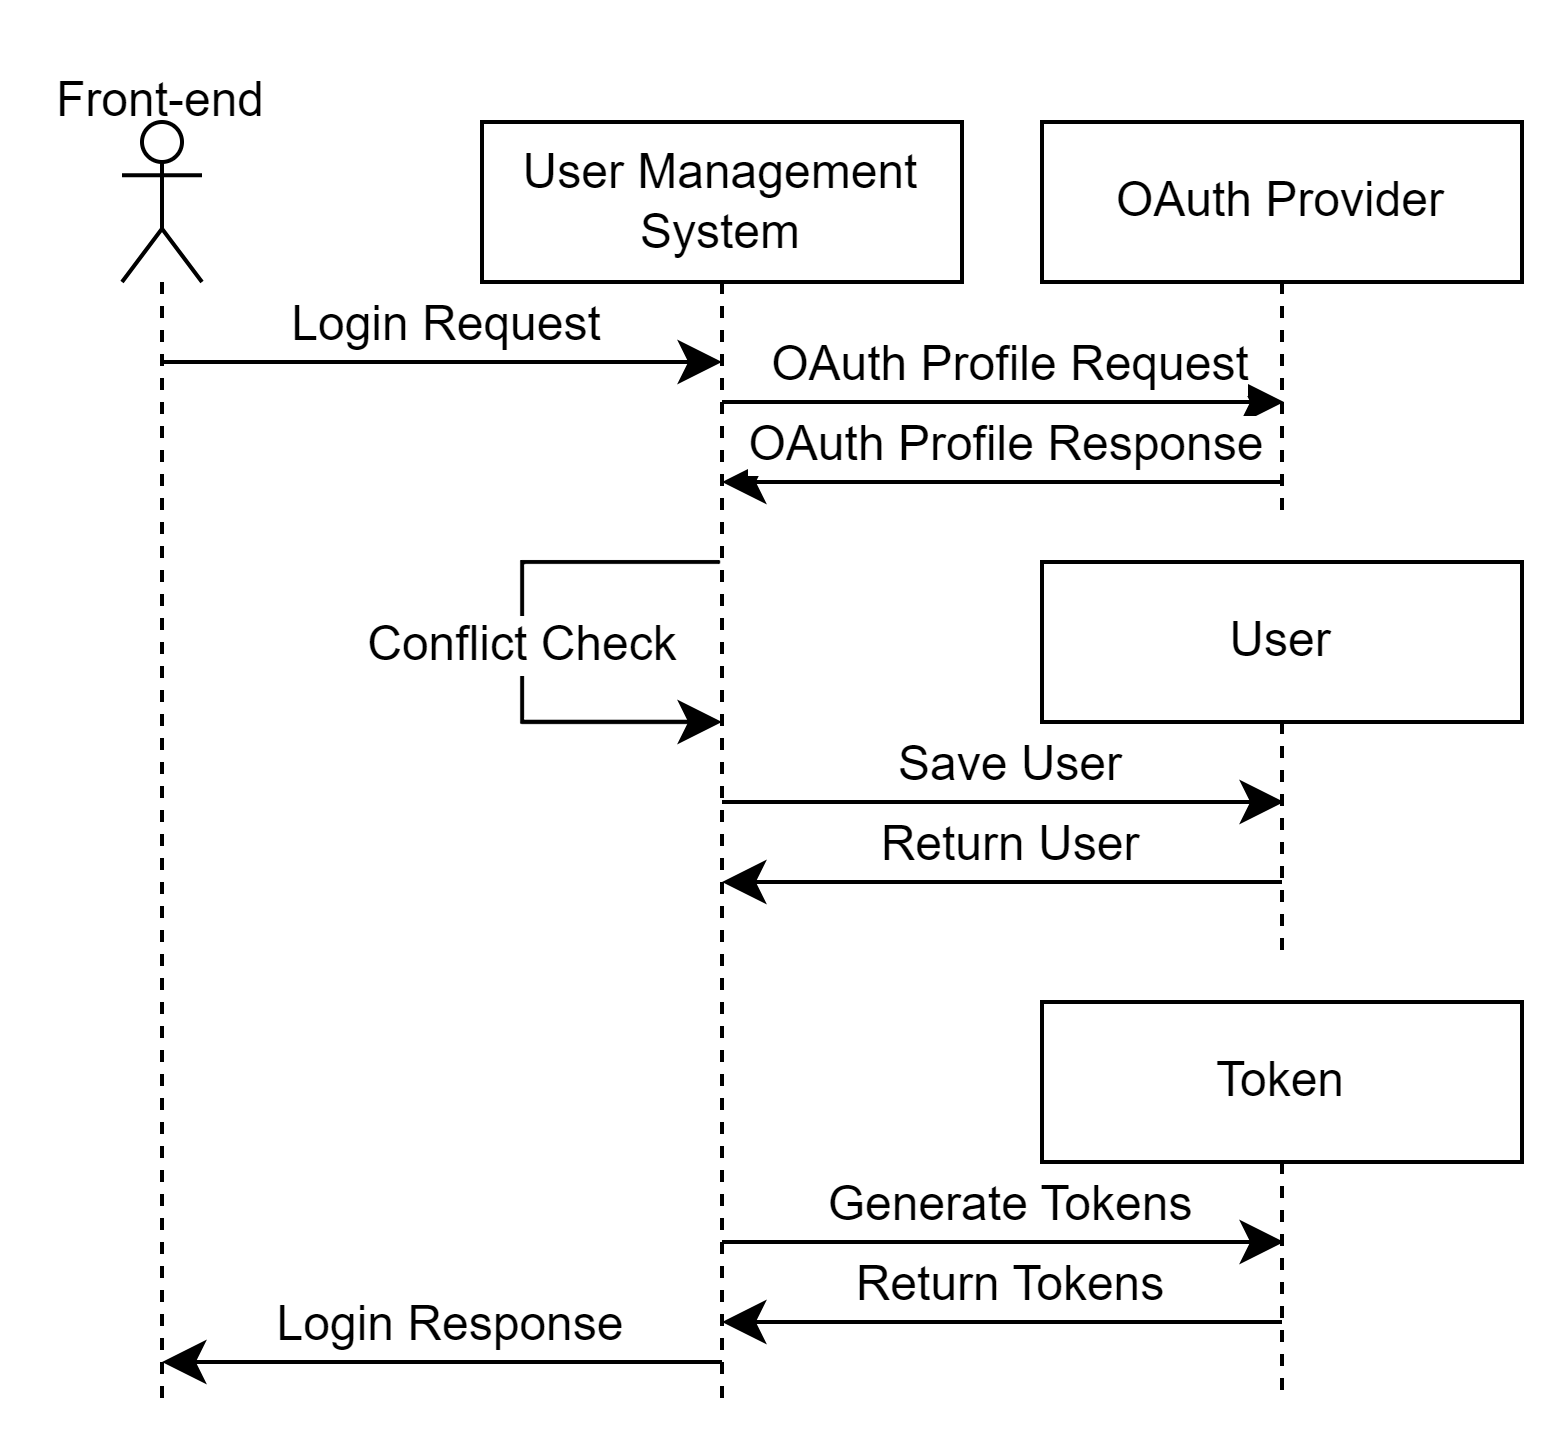 Front-end
User Management
System
OAuth Provider
Login Request
OAuth Profile Request
OAuth Profile Response
Conflict Check
User
Save User
Return User
Token
Generate Tokens
Return Tokens
Login Response